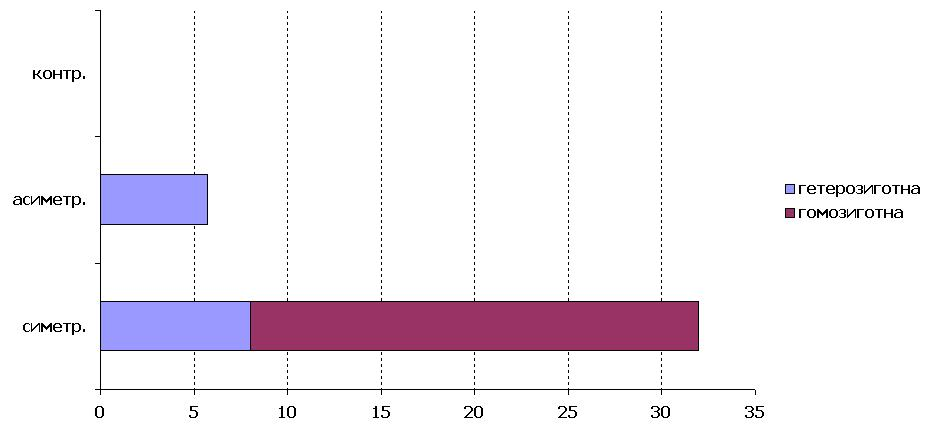 контр.
асиметр.
симетр.
0 5 10 15 20 25 30 35
гетерозиготна
гомозиготна